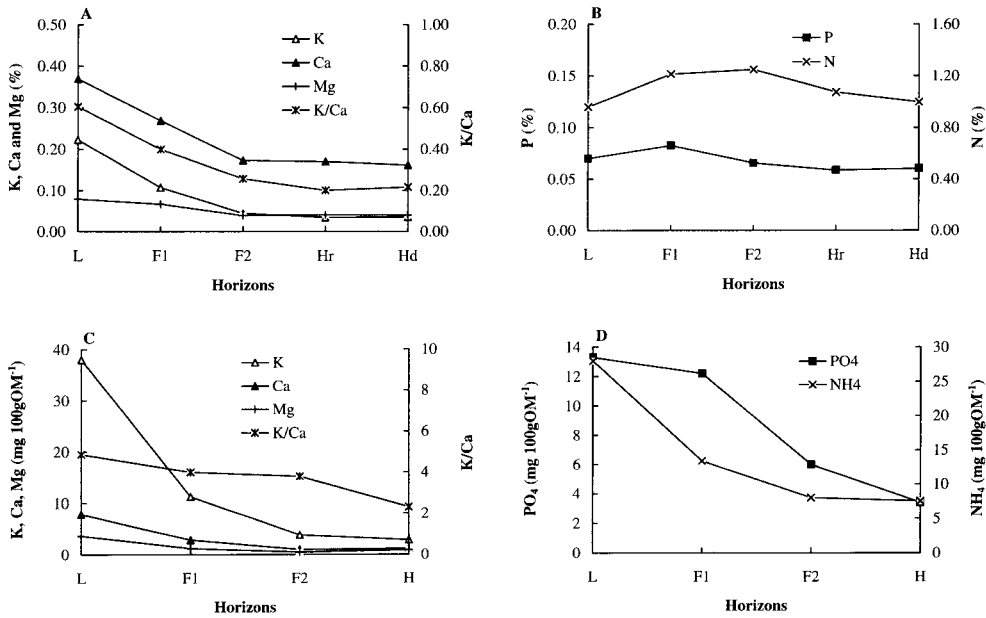 A
K, Ca and Mg (%)
0.50
0.40
0.30
0.20
0.10
0.00
K
Ca
Mg
K/Ca
1.00
0.80
0.60
0.40
0.20
0.00
K/Ca
L F1 F2 Hr Hd
Horizons
B
P (%)
0.20
0.15
0.10
0.05
0.00
P
N
1.60
1.20
0.80
0.40
0.00
N (%)
L F1 F2 Hr Hd
Horizons
C
K, Ca, Mg (mg 100gOM⁻¹)
40
30
20
10
0
K
Ca
Mg
K/Ca
10
8
6
4
2
0
K/Ca
L F1 F2 H
Horizons
D
PO₄ (mg 100gOM⁻¹)
14
12
10
8
6
4
2
0
PO4
NH4
30
25
20
15
10
5
0
NH₄ (mg 100gOM⁻¹)
L F1 F2 H
Horizons